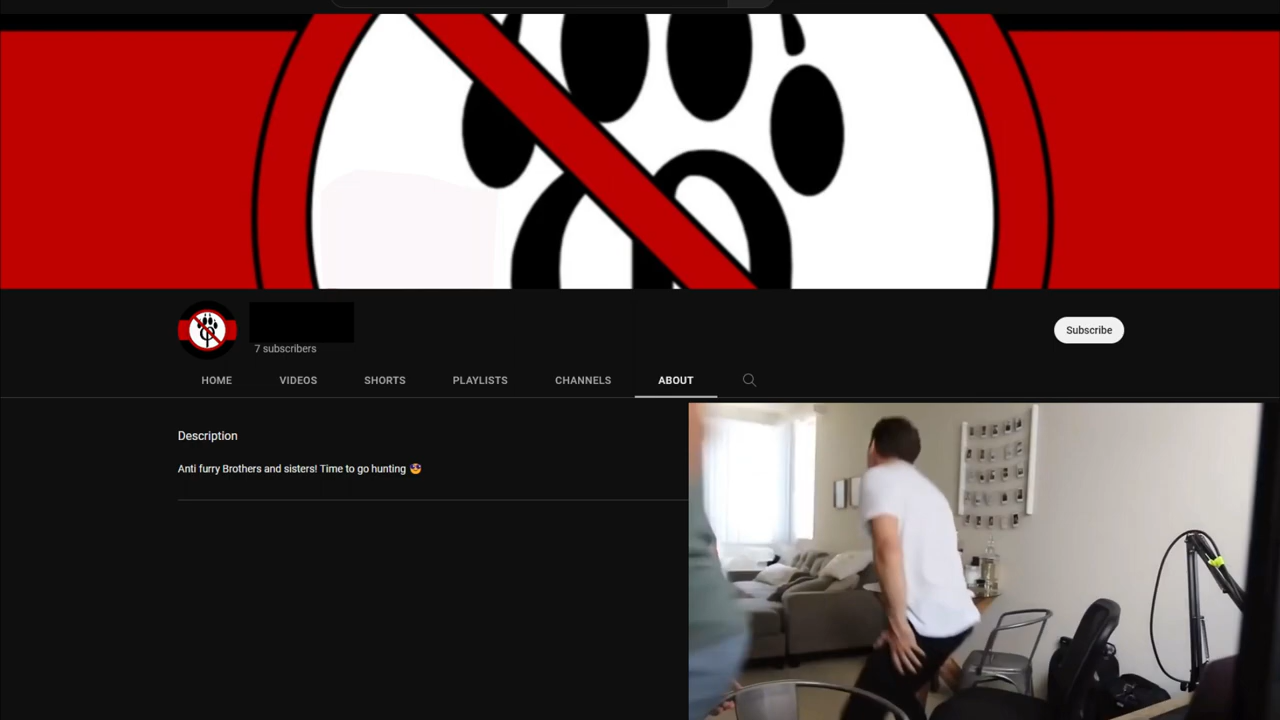 7 subscribers
Subscribe
HOME VIDEOS SHORTS PLAYLISTS CHANNELS ABOUT
Description
Anti furry Brothers and sisters! Time to go hunting 😎